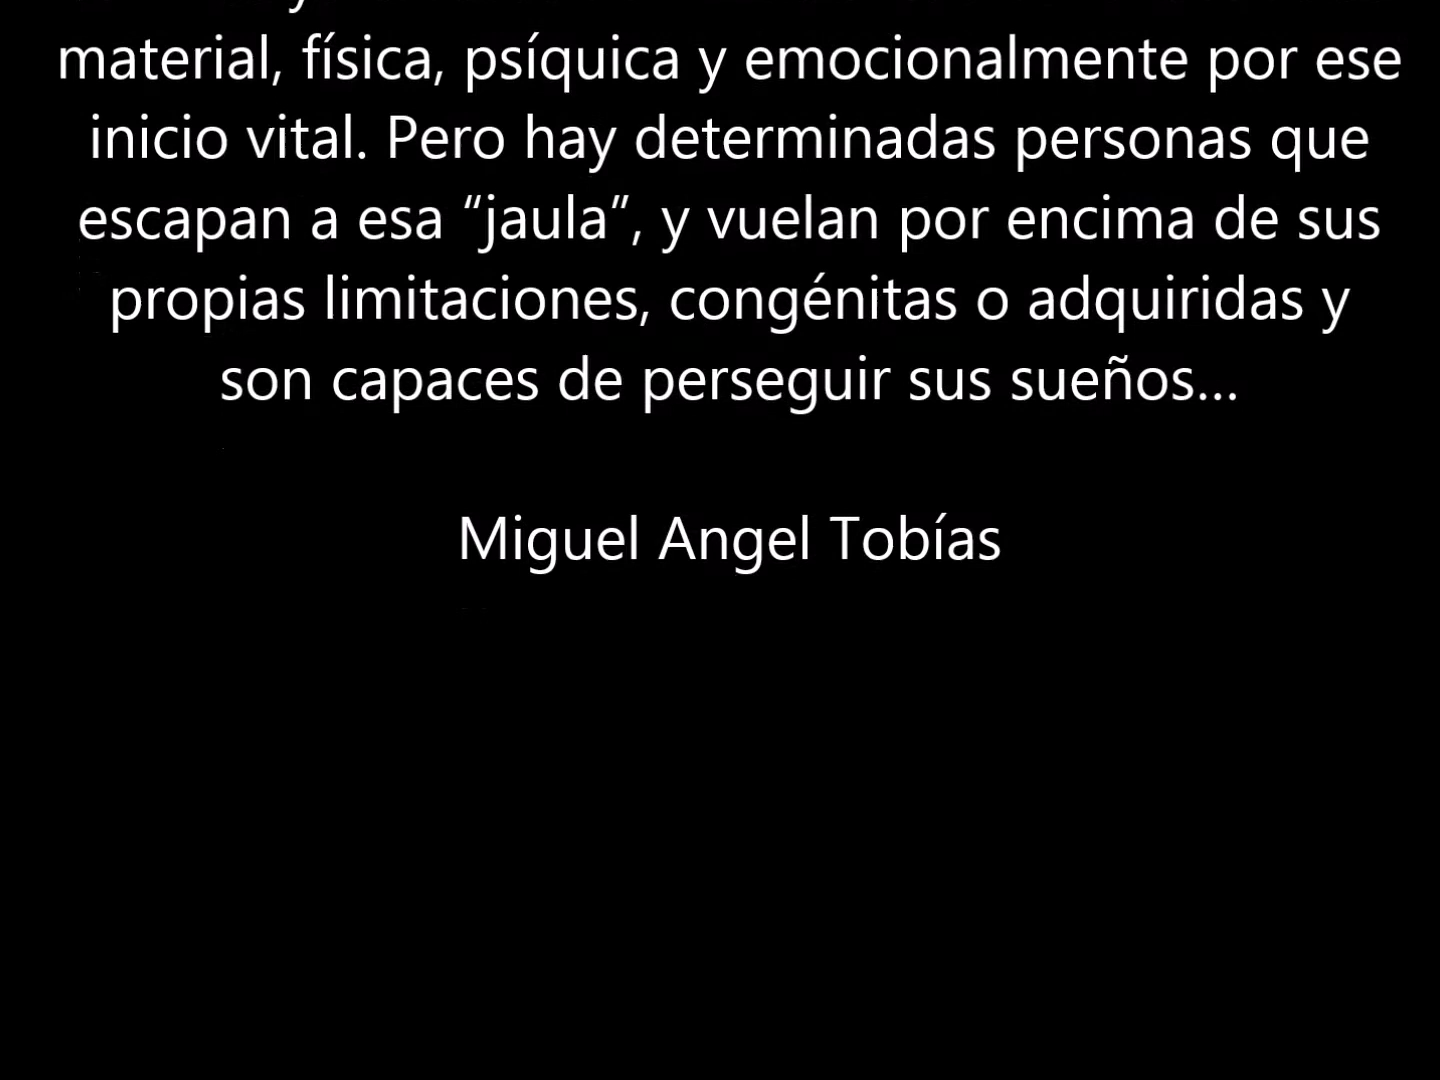 material, física, psíquica y emocionalmente por ese
inicio vital. Pero hay determinadas personas que
escapan a esa “jaula”, y vuelan por encima de sus
propias limitaciones, congénitas o adquiridas y
son capaces de perseguir sus sueños…
Miguel Angel Tobías